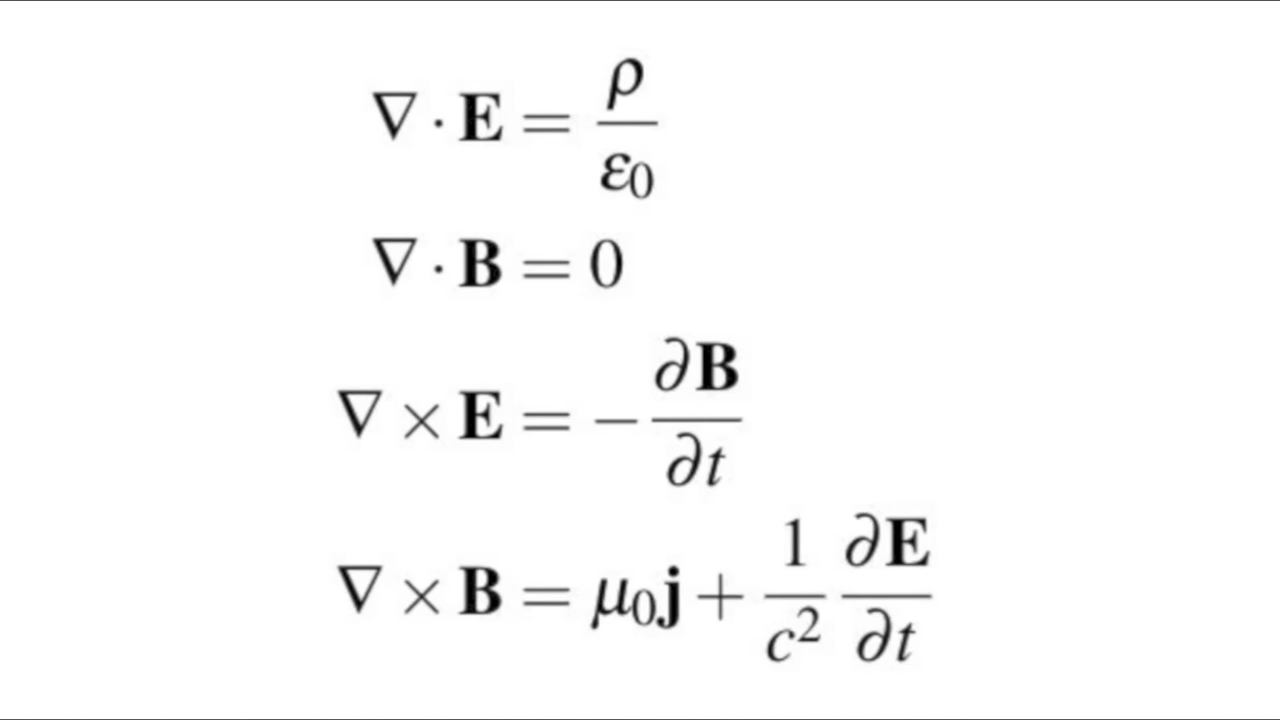 ∇ · E = ρ/ε₀
∇ · B = 0
∇ × E = −∂B/∂t
∇ × B = μ₀j + 1/c² ∂E/∂t